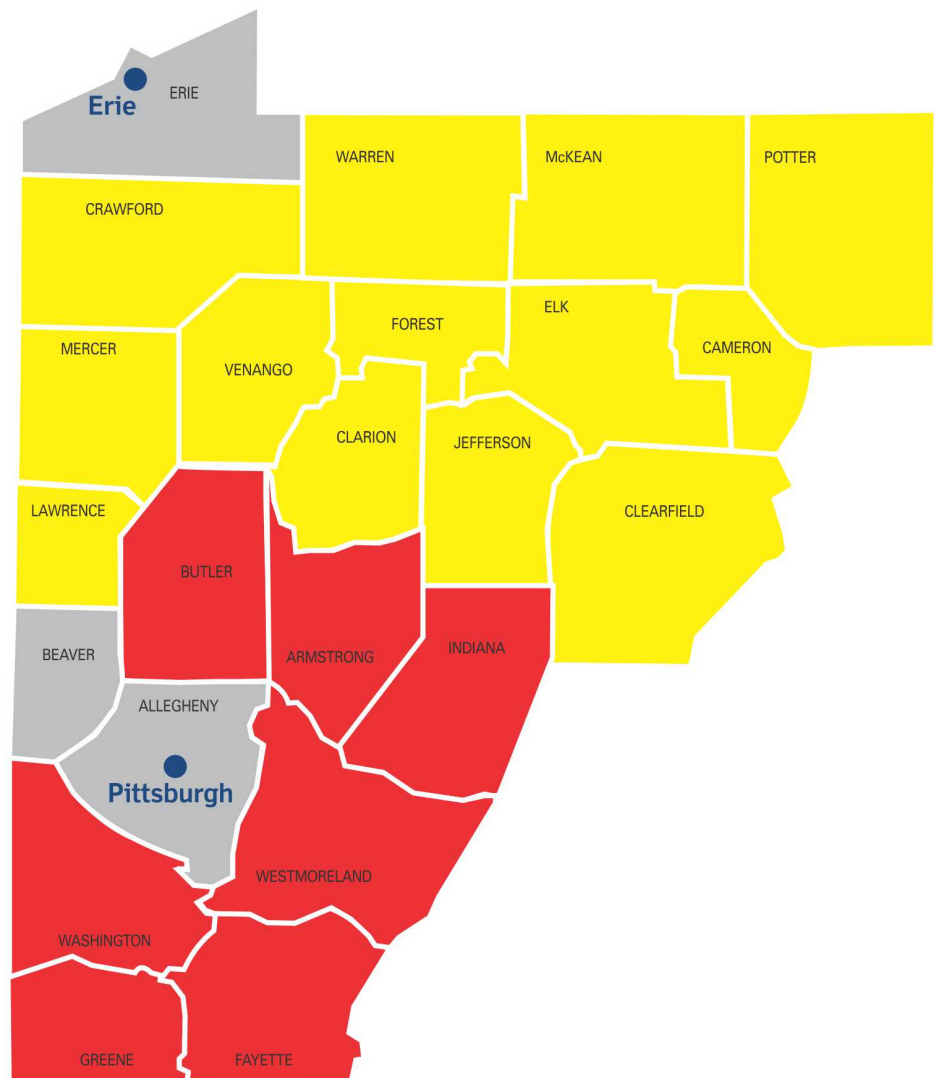 ERIE
Erie
WARREN
McKEAN
POTTER
CRAWFORD
ELK
FOREST
MERCER
CAMERON
VENANGO
CLARION
JEFFERSON
LAWRENCE
CLEARFIELD
BUTLER
INDIANA
BEAVER
ARMSTRONG
ALLEGHENY
Pittsburgh
WESTMORELAND
WASHINGTON
GREENE
FAYETTE